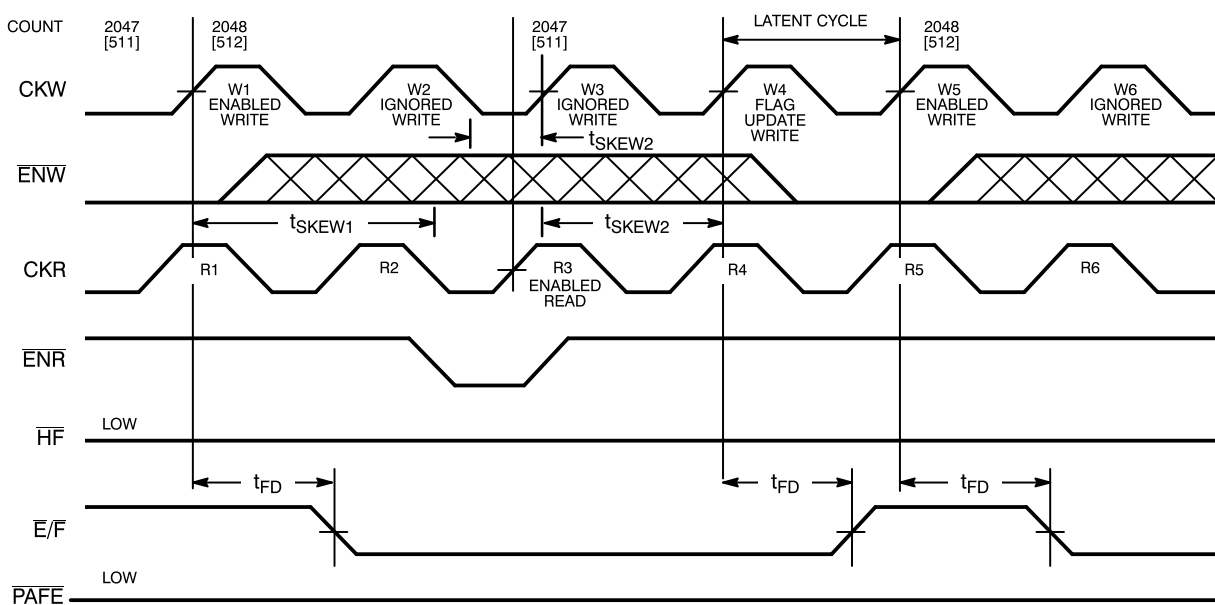 COUNT
2047
[511]
2048
[512]
2047
[511]
LATENT CYCLE
2048
[512]
CKW
W1
ENABLED
WRITE
W2
IGNORED
WRITE
W3
IGNORED
WRITE
W4
FLAG
UPDATE
WRITE
W5
ENABLED
WRITE
W6
IGNORED
WRITE
tSKEW2
ENW
tSKEW1
tSKEW2
CKR
R1
R2
R3
ENABLED
READ
R4
R5
R6
ENR
HF
LOW
tFD
tFD
tFD
E/F
LOW
PAFE